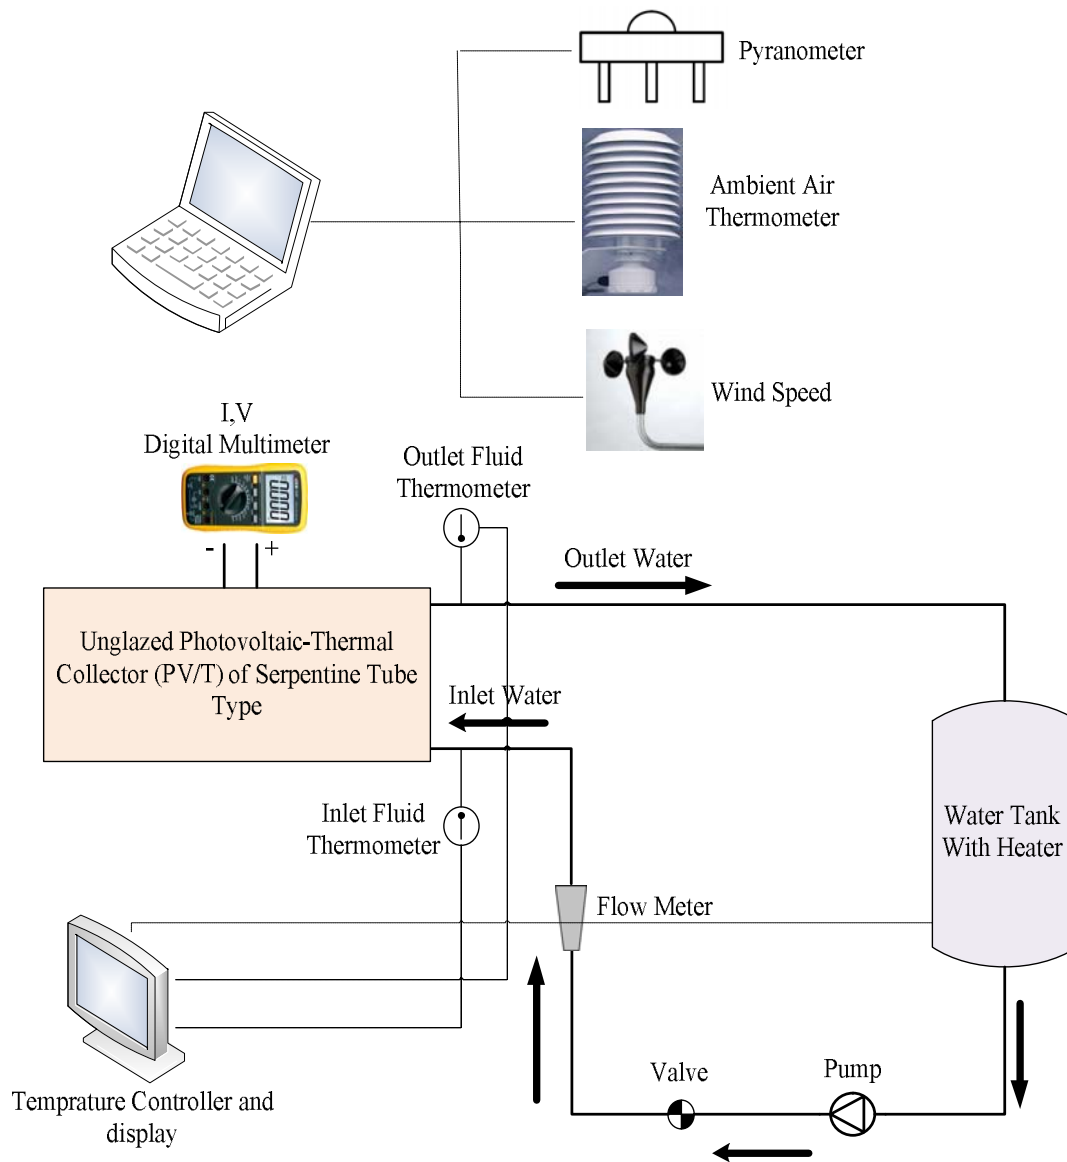 Pyranometer
Ambient Air
Thermometer
Wind Speed
I,V
Digital Multimeter
- +
Outlet Fluid
Thermometer
Outlet Water
Unglazed Photovoltaic-Thermal
Collector (PV/T) of Serpentine Tube
Type
Inlet Water
Inlet Fluid
Thermometer
Water Tank
With Heater
Flow Meter
Valve
Pump
Temprature Controller and
display